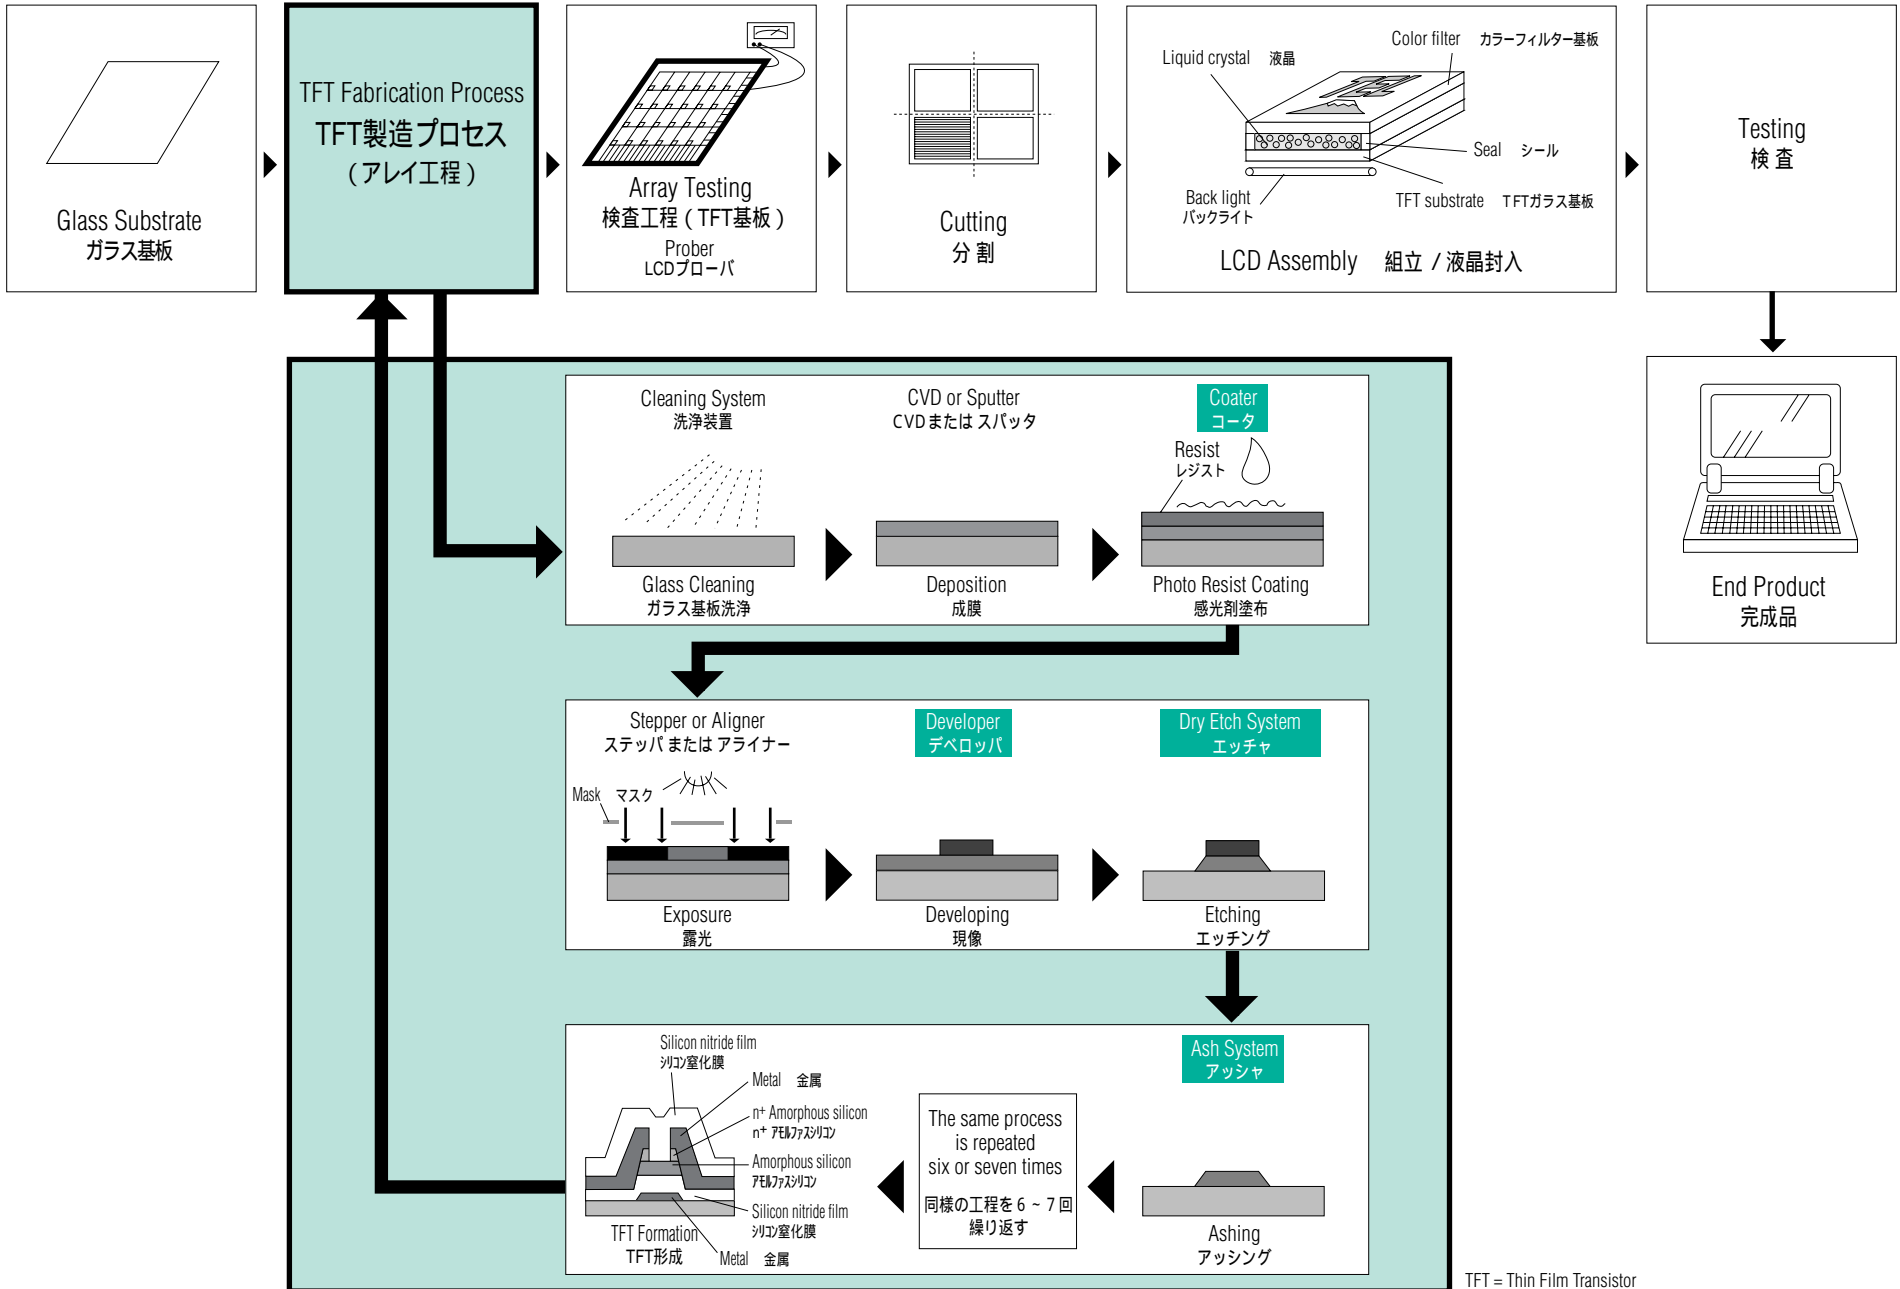 Glass Substrate
ガラス基板
TFT Fabrication Process
TFT製造プロセス
（アレイ工程）
Array Testing
検査工程（TFT基板）
Prober
LCDプローバ
Cutting
分 割
Liquid crystal 液晶
Color filter カラーフィルター基板
Seal シール
Back light
バックライト
TFT substrate TFTガラス基板
LCD Assembly 組立 / 液晶封入
Testing
検 査
End Product
完成品
Cleaning System
洗浄装置
Glass Cleaning
ガラス基板洗浄
CVD or Sputter
CVDまたは スパッタ
Deposition
成膜
Coater
コータ
Resist
レジスト
Photo Resist Coating
感光剤塗布
Stepper or Aligner
ステッパ または アライナー
Mask マスク
Exposure
露光
Developer
デベロッパ
Developing
現像
Dry Etch System
エッチャ
Etching
エッチング
Ash System
アッシャ
Ashing
アッシング
The same process
is repeated
six or seven times
同様の工程を6～7回
繰り返す
Silicon nitride film
シリコン窒化膜
Metal 金属
n+ Amorphous silicon
n+ アモルファスシリコン
Amorphous silicon
アモルファスシリコン
Silicon nitride film
シリコン窒化膜
Metal 金属
TFT Formation
TFT形成
TFT = Thin Film Transistor